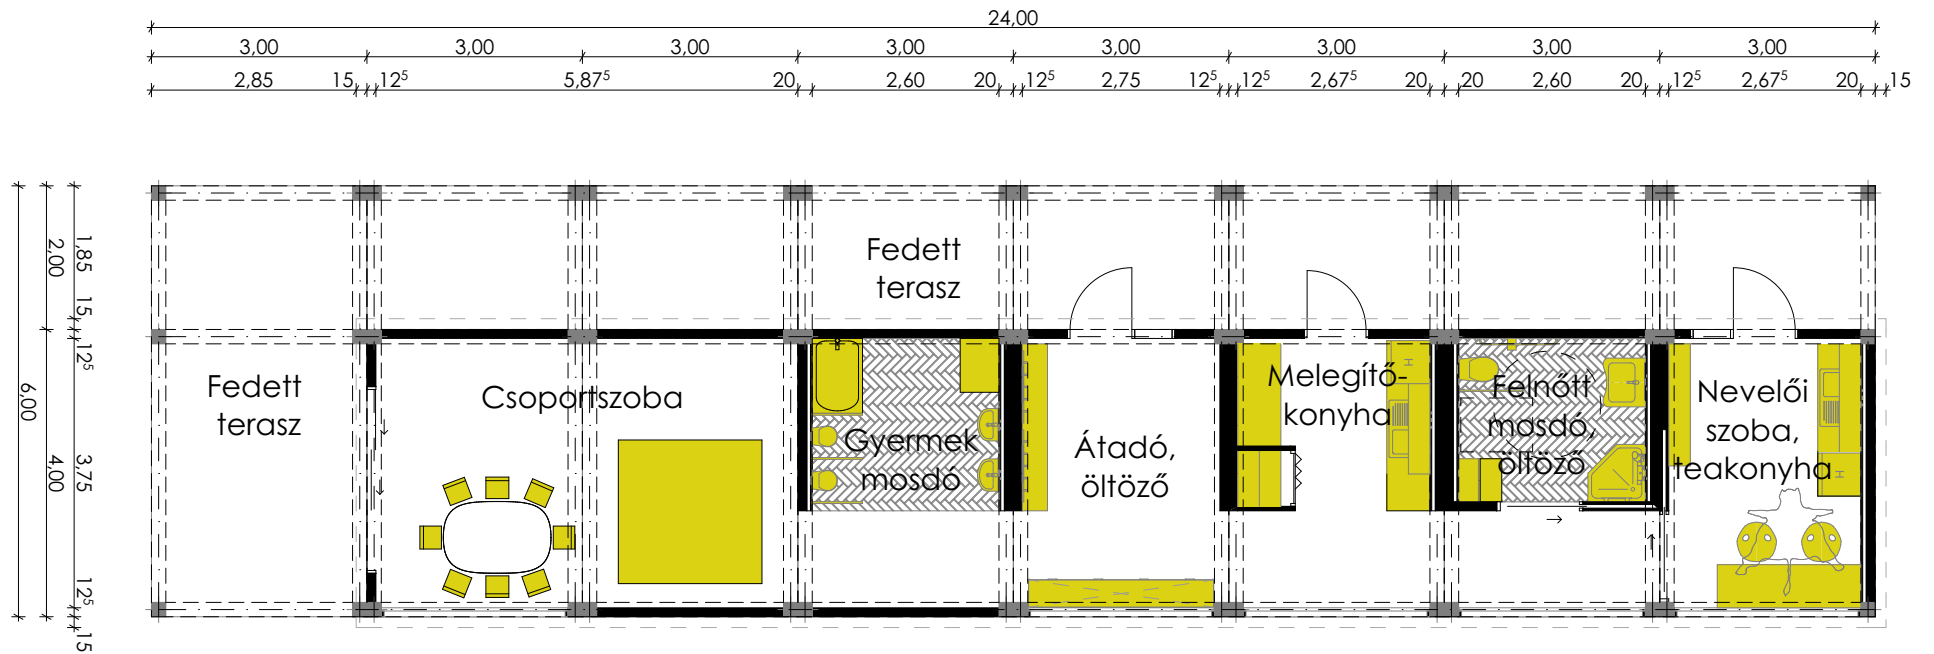 24,00
3,00 3,00 3,00 3,00 3,00 3,00 3,00 3,00
2,85 15 12⁵ 5,87⁵ 20 2,60 20 12⁵ 2,75 12⁵ 12⁵ 2,67⁵ 20 20 2,60 20 12⁵ 2,67⁵ 20 15
6,00
2,00 4,00
1,85 15 12⁵ 3,75 12⁵ 15
Fedett
terasz
Fedett
terasz
Csoportszoba
Gyermek
mosdó
Átadó,
öltöző
Melegítő-
konyha
Felnőtt
mosdó,
öltöző
Nevelői
szoba,
teakonyha
H
H